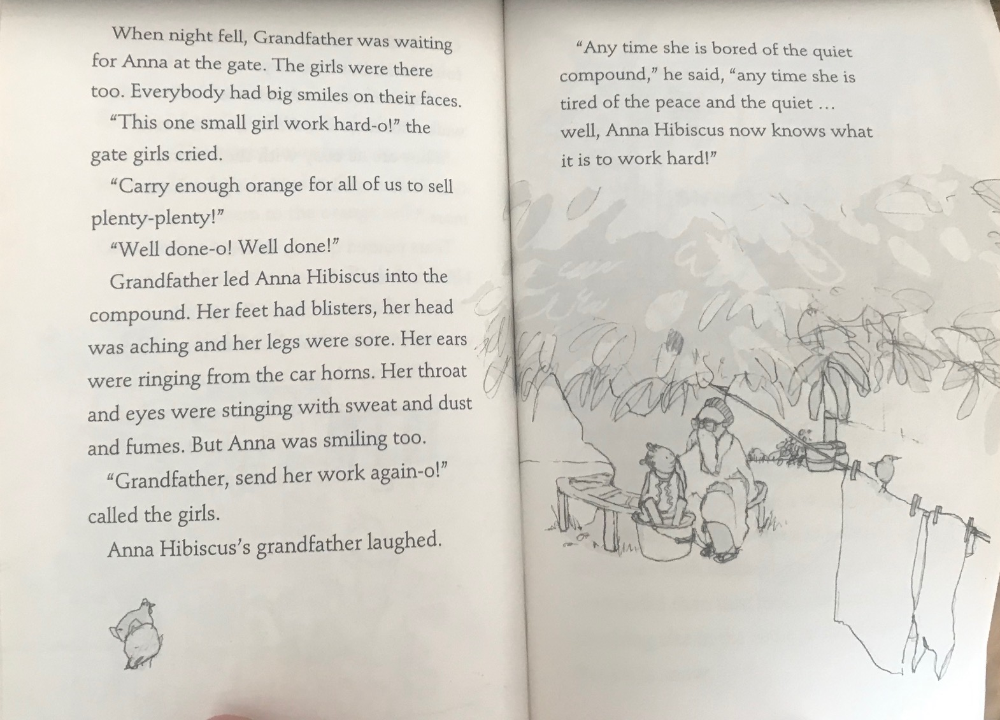 When night fell, Grandfather was waiting
for Anna at the gate. The girls were there
too. Everybody had big smiles on their faces.
“This one small girl work hard-o!” the
gate girls cried.
“Carry enough orange for all of us to sell
plenty-plenty!”
“Well done-o! Well done!”
Grandfather led Anna Hibiscus into the
compound. Her feet had blisters, her head
was aching and her legs were sore. Her ears
were ringing from the car horns. Her throat
and eyes were stinging with sweat and dust
and fumes. But Anna was smiling too.
“Grandfather, send her work again-o!”
called the girls.
Anna Hibiscus’s grandfather laughed.
“Any time she is bored of the quiet
compound,” he said, “any time she is
tired of the peace and the quiet …
well, Anna Hibiscus now knows what
it is to work hard!”